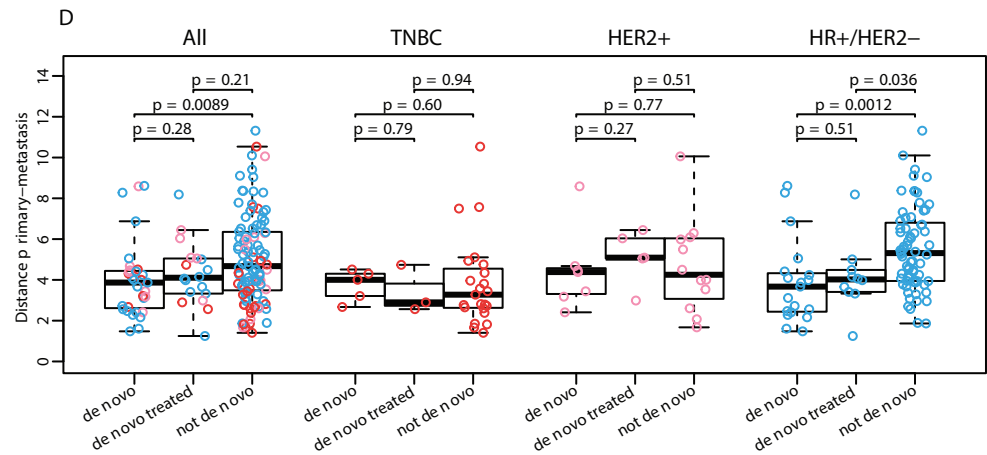 D
All TNBC HER2+ HR+/HER2−
Distance p rimary−metastasis
14
12
10
8
6
4
2
0
p = 0.21
p = 0.0089
p = 0.28
p = 0.94
p = 0.60
p = 0.79
p = 0.51
p = 0.77
p = 0.27
p = 0.036
p = 0.0012
p = 0.51
de novo
de novo treated
not de novo
de novo
de novo treated
not de novo
de novo
de novo treated
not de novo
de novo
de novo treated
not de novo